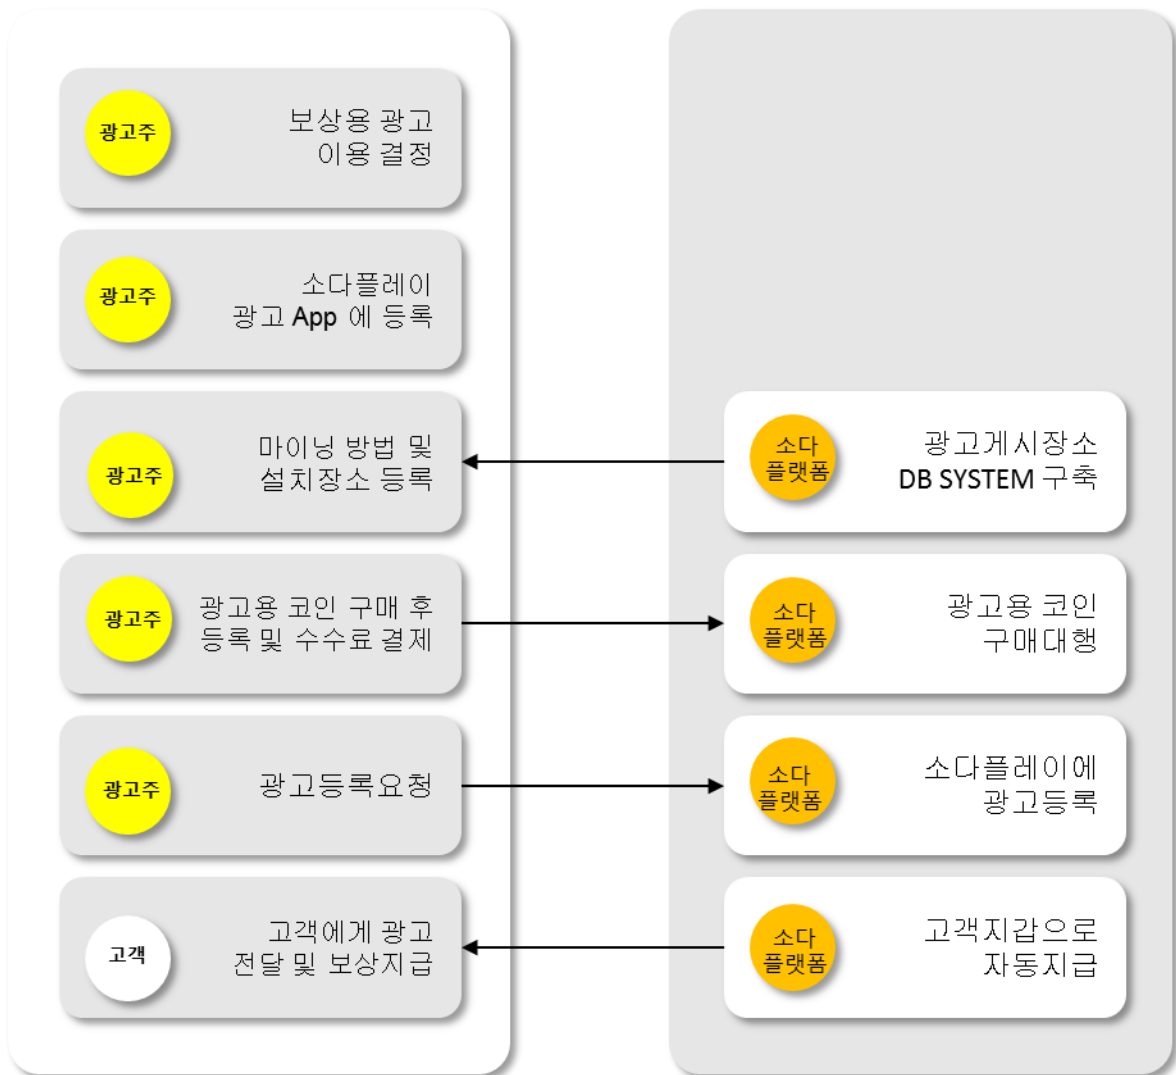 광고주
보상용 광고
이용 결정
광고주
소다플레이
광고 App 에 등록
광고주
마이닝 방법 및
설치장소 등록
소다
플랫폼
광고게시장소
DB SYSTEM 구축
광고주
광고용 코인 구매 후
등록 및 수수료 결제
소다
플랫폼
광고용 코인
구매대행
광고주
광고등록요청
소다
플랫폼
소다플레이에
광고등록
고객
고객에게 광고
전달 및 보상지급
소다
플랫폼
고객지갑으로
자동지급